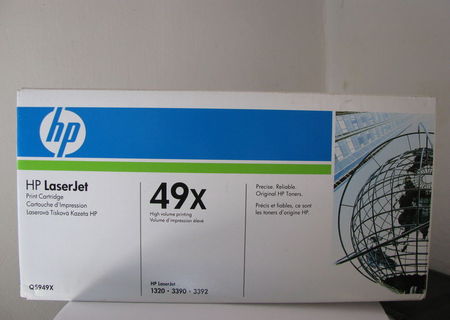 hp
HP LaserJet
Print Cartridge
Cartouche d'Impression
Laserová Tisková Kazeta HP
Q5949X
49X
High volume printing
Volume d'impression élevé
HP LaserJet
1320 • 3390 • 3392
Precise. Reliable.
Original HP Toners.
Précis et fiables, ce sont
les toners d'origine HP.